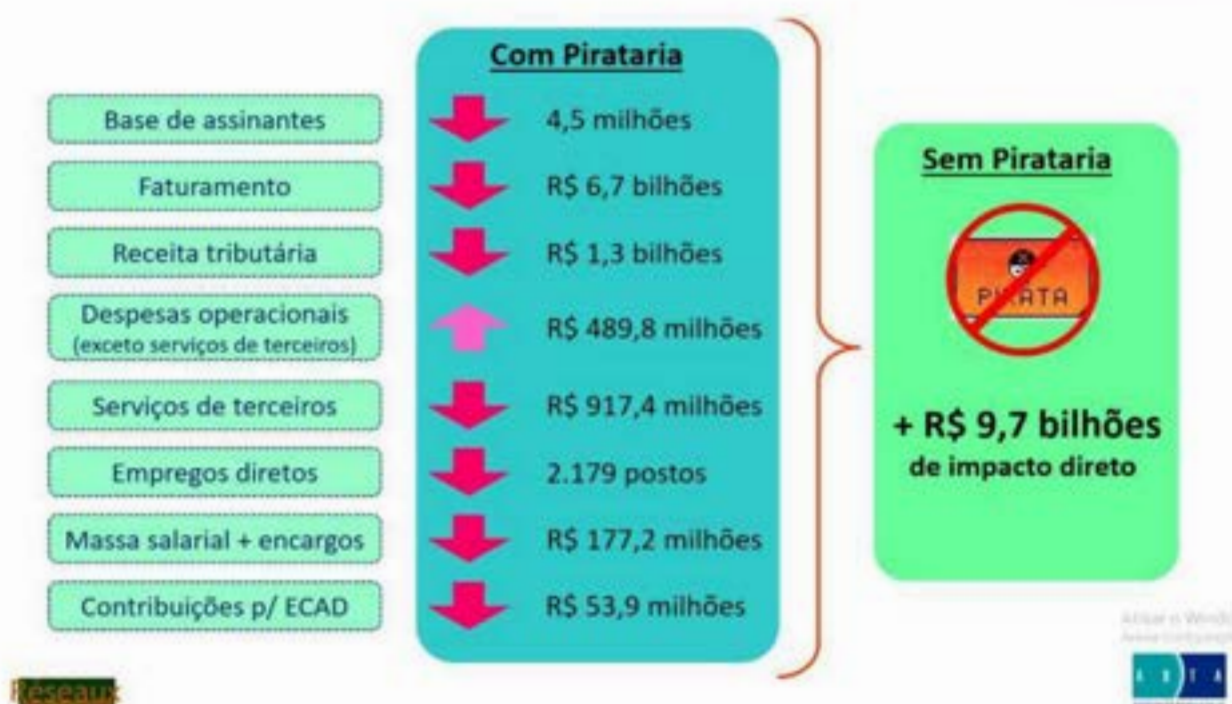 Com Pirataria
Base de assinantes
4,5 milhões
Faturamento
R$ 6,7 bilhões
Receita tributária
R$ 1,3 bilhões
Despesas operacionais
(exceto serviços de terceiros)
R$ 489,8 milhões
Serviços de terceiros
R$ 917,4 milhões
Empregos diretos
2.179 postos
Massa salarial + encargos
R$ 177,2 milhões
Contribuições p/ ECAD
R$ 53,9 milhões
Sem Pirataria
PIRATA
+ R$ 9,7 bilhões
de impacto direto
Réseaux